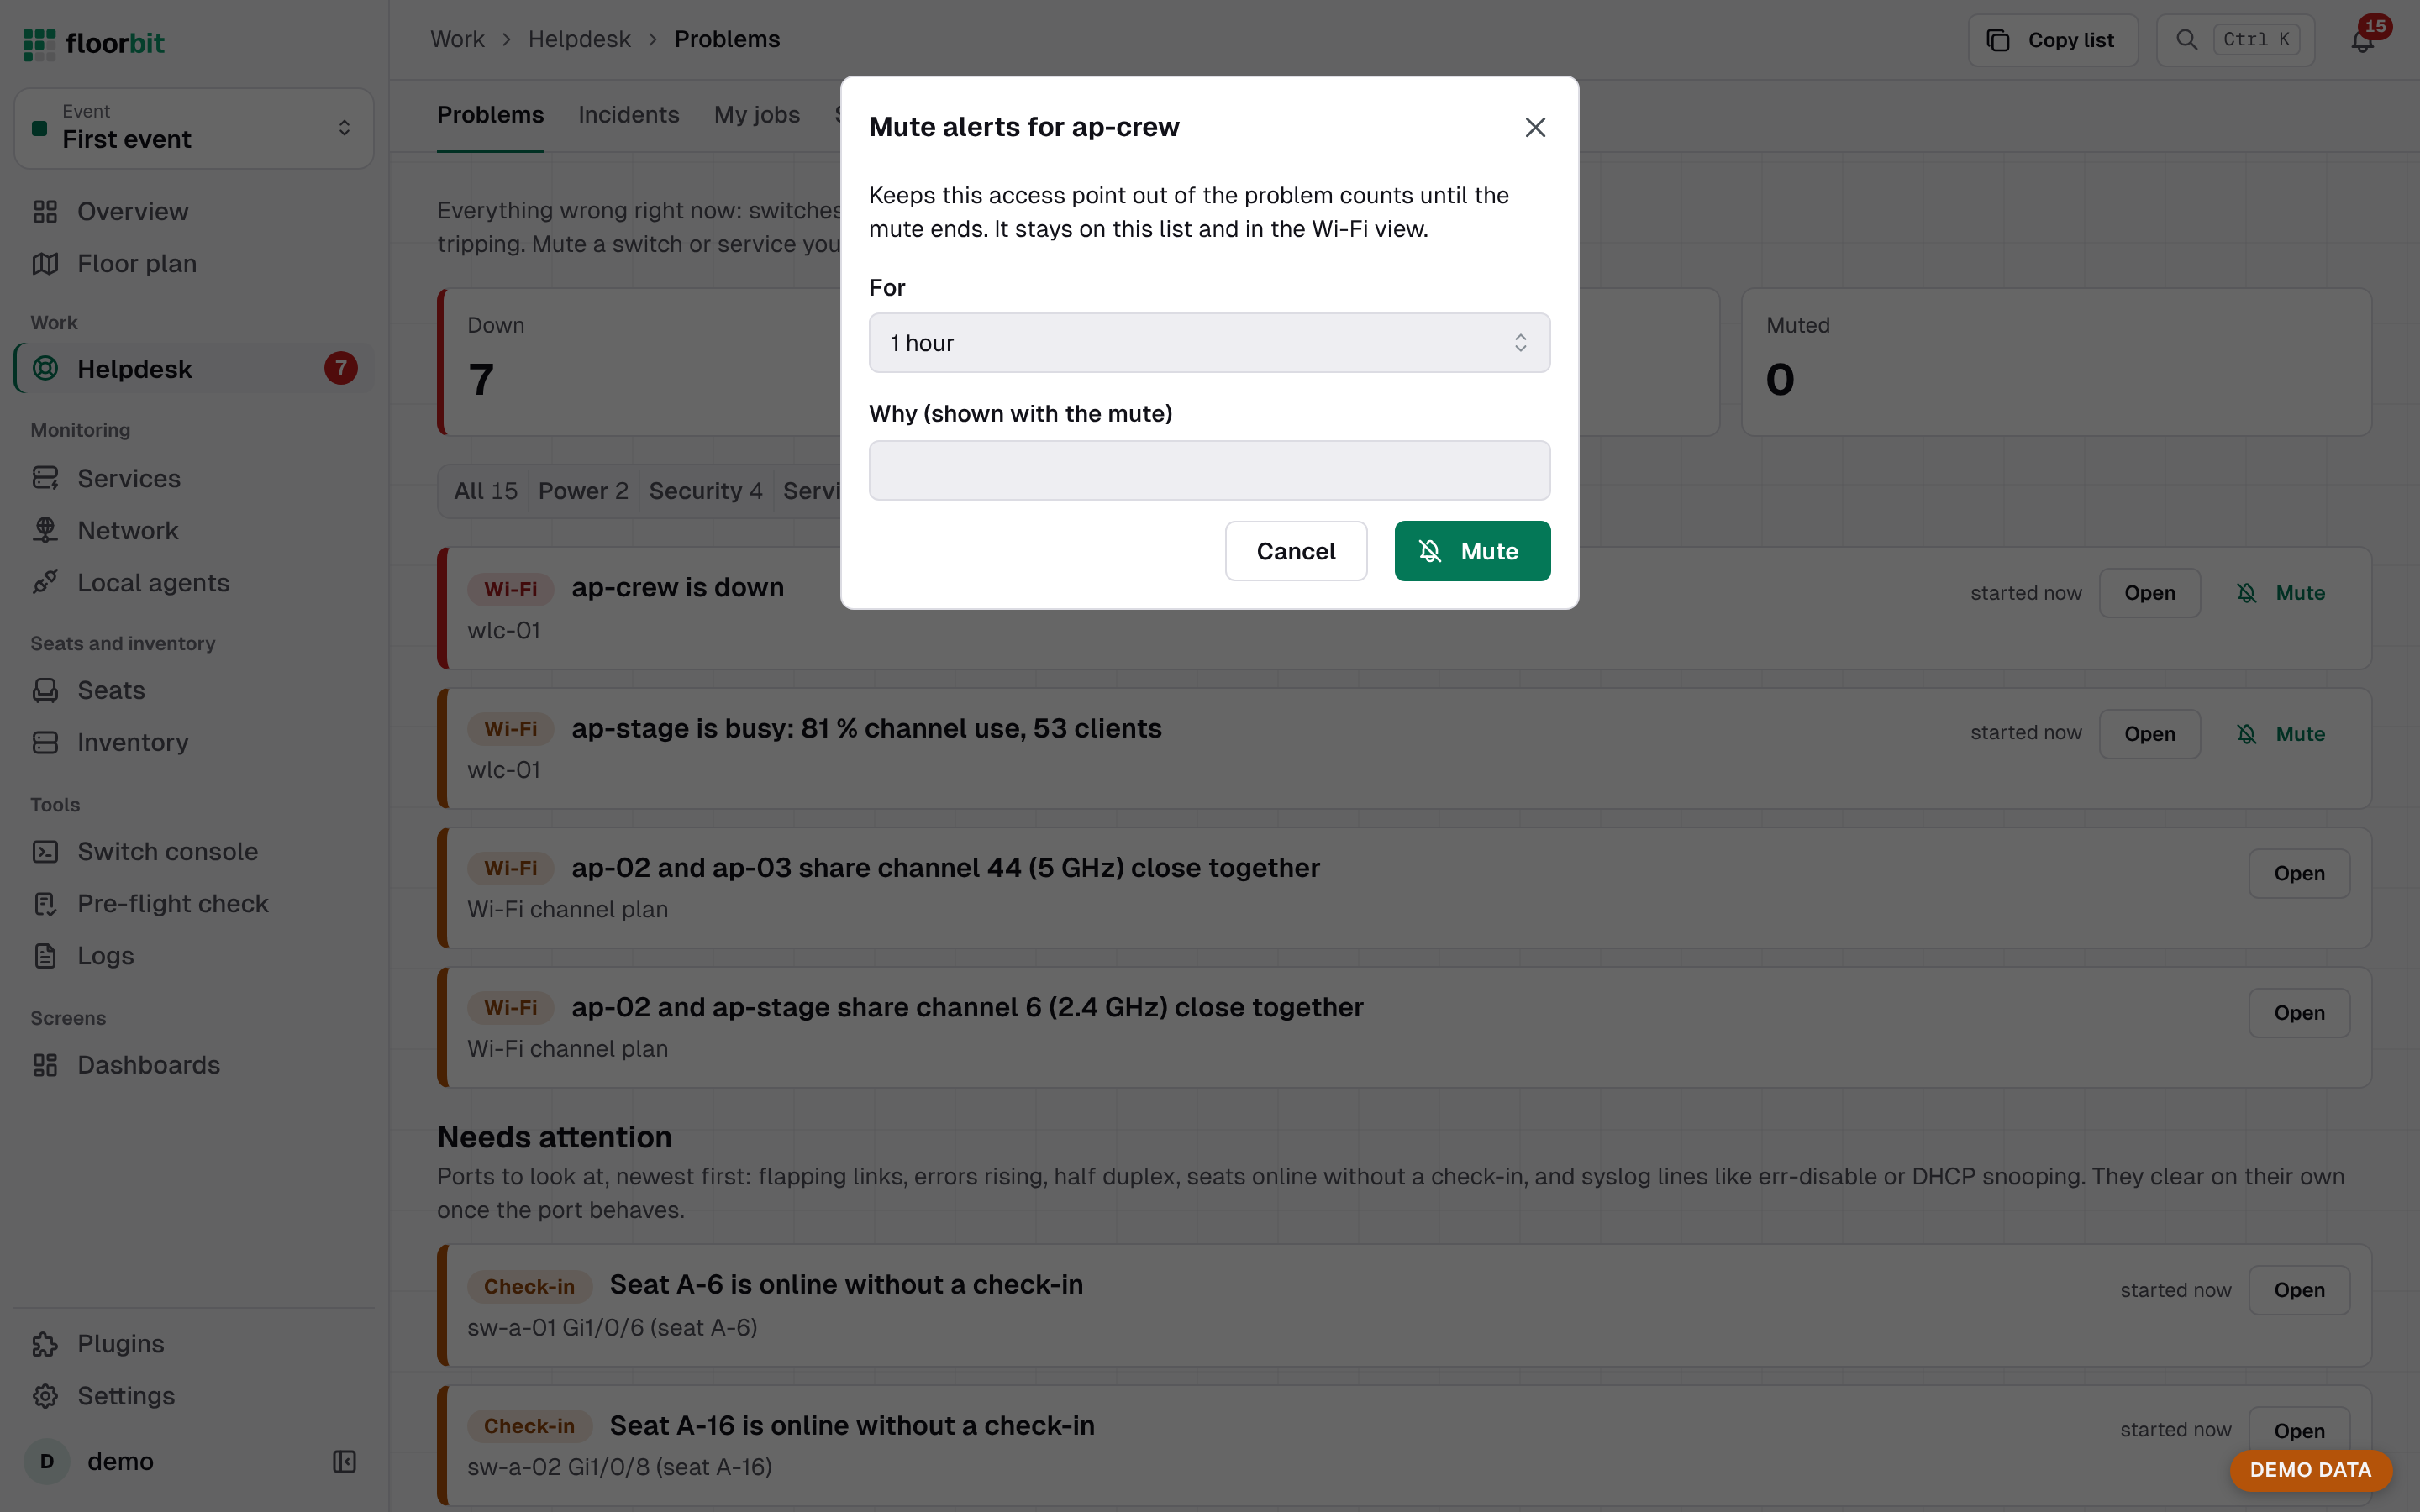 floorbit
Event
First event
Overview
Floor plan
Work
Helpdesk
7
Monitoring
Services
Network
Local agents
Seats and inventory
Seats
Inventory
Tools
Switch console
Pre-flight check
Logs
Screens
Dashboards
Plugins
Settings
D
demo
Work > Helpdesk > Problems
Copy list
Ctrl K
15
Problems
Incidents
My jobs
Everything wrong right now: switches
tripping. Mute a switch or service you
Down
7
Muted
0
All 15
Power 2
Security 4
Mute alerts for ap-crew
Keeps this access point out of the problem counts until the
mute ends. It stays on this list and in the Wi-Fi view.
For
1 hour
Why (shown with the mute)
Cancel
Mute
Wi-Fi
ap-crew is down
started now
Open
Mute
wlc-01
Wi-Fi
ap-stage is busy: 81 % channel use, 53 clients
started now
Open
Mute
wlc-01
Wi-Fi
ap-02 and ap-03 share channel 44 (5 GHz) close together
Open
Wi-Fi channel plan
Wi-Fi
ap-02 and ap-stage share channel 6 (2.4 GHz) close together
Open
Wi-Fi channel plan
Needs attention
Ports to look at, newest first: flapping links, errors rising, half duplex, seats online without a check-in, and syslog lines like err-disable or DHCP snooping. They clear on their own
once the port behaves.
Check-in
Seat A-6 is online without a check-in
started now
Open
sw-a-01 Gi1/0/6 (seat A-6)
Check-in
Seat A-16 is online without a check-in
started now
Open
sw-a-02 Gi1/0/8 (seat A-16)
DEMO DATA